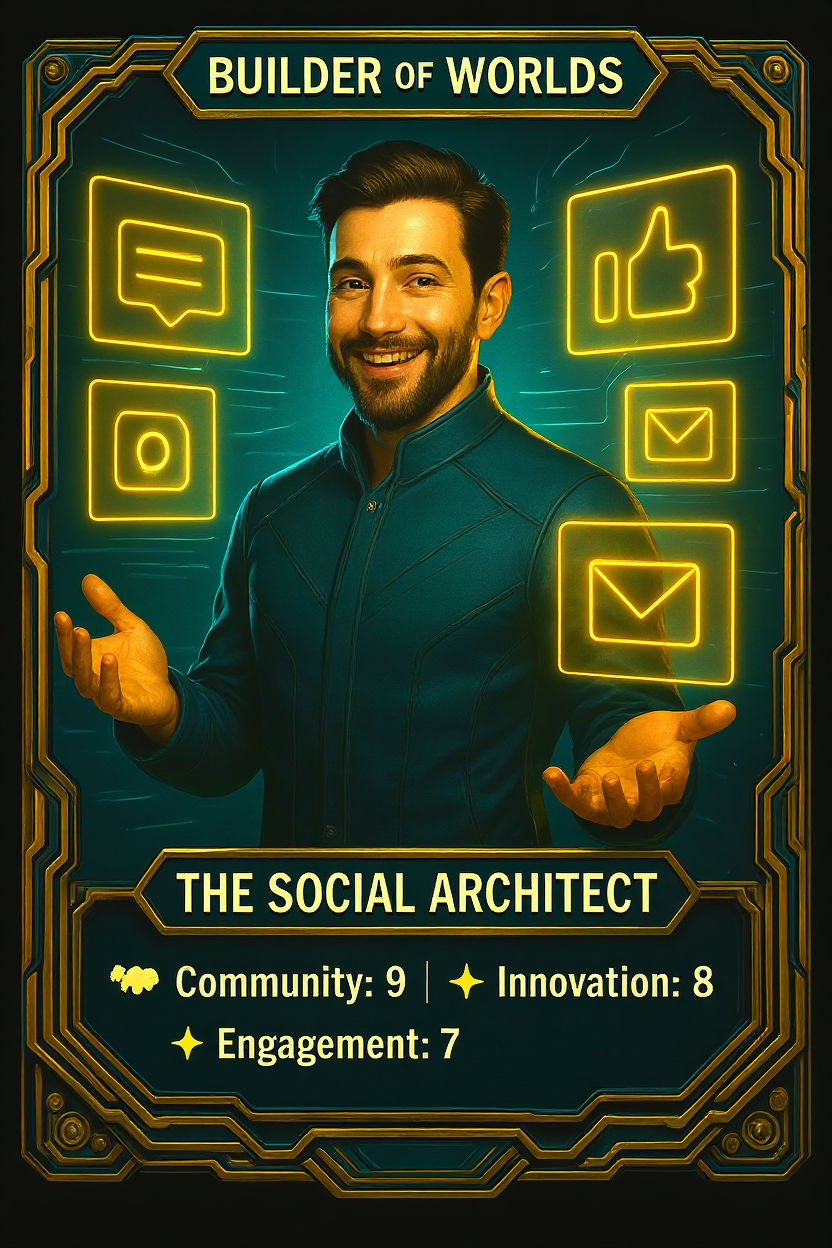 BUILDER OF WORLDS
THE SOCIAL ARCHITECT
Community: 9 | Innovation: 8
Engagement: 7